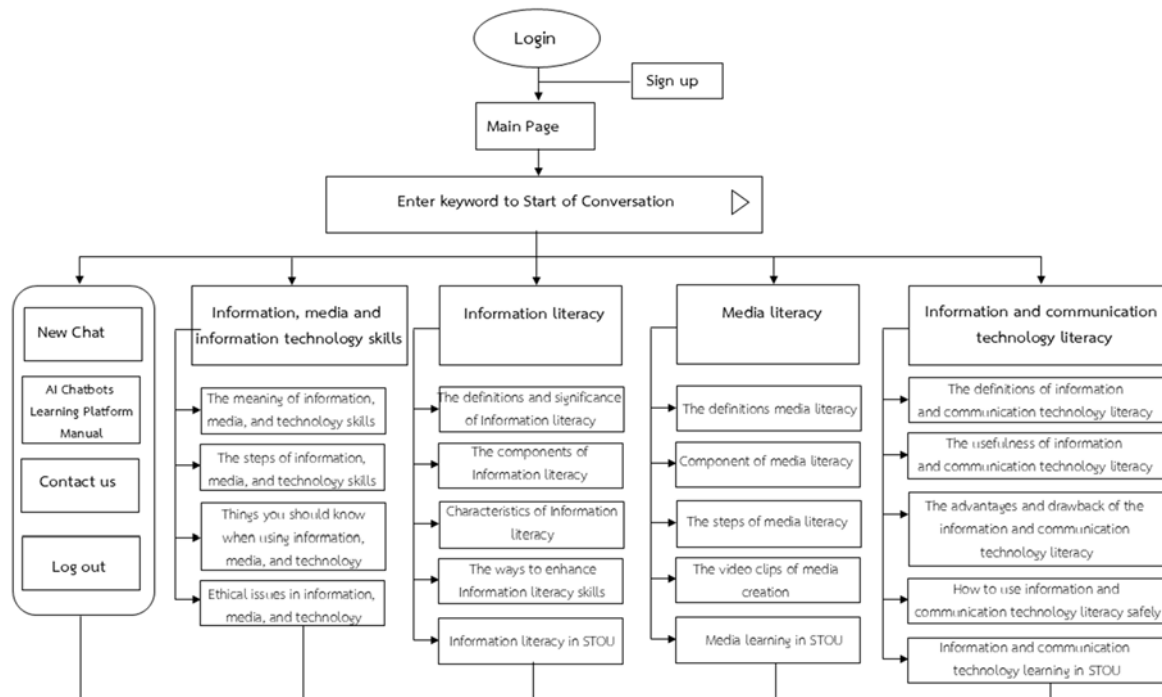 Login
Sign up
Main Page
Enter keyword to Start of Conversation
New Chat
AI Chatbots
Learning Platform
Manual
Contact us
Log out
Information, media and
information technology skills
The meaning of information,
media, and technology skills
The steps of information,
media, and technology skills
Things you should know
when using information,
media, and technology
Ethical issues in information,
media, and technology
Information literacy
The definitions and significance
of Information literacy
The components of
Information literacy
Characteristics of Information
literacy
The ways to enhance
Information literacy skills
Information literacy in STOU
Media literacy
The definitions media literacy
Component of media literacy
The steps of media literacy
The video clips of media
creation
Media learning in STOU
Information and communication
technology literacy
The definitions of information
and communication technology literacy
The usefulness of information
and communication technology literacy
The advantages and drawback of the
information and communication
technology literacy
How to use information and
communication technology literacy safely
Information and communication
technology learning in STOU